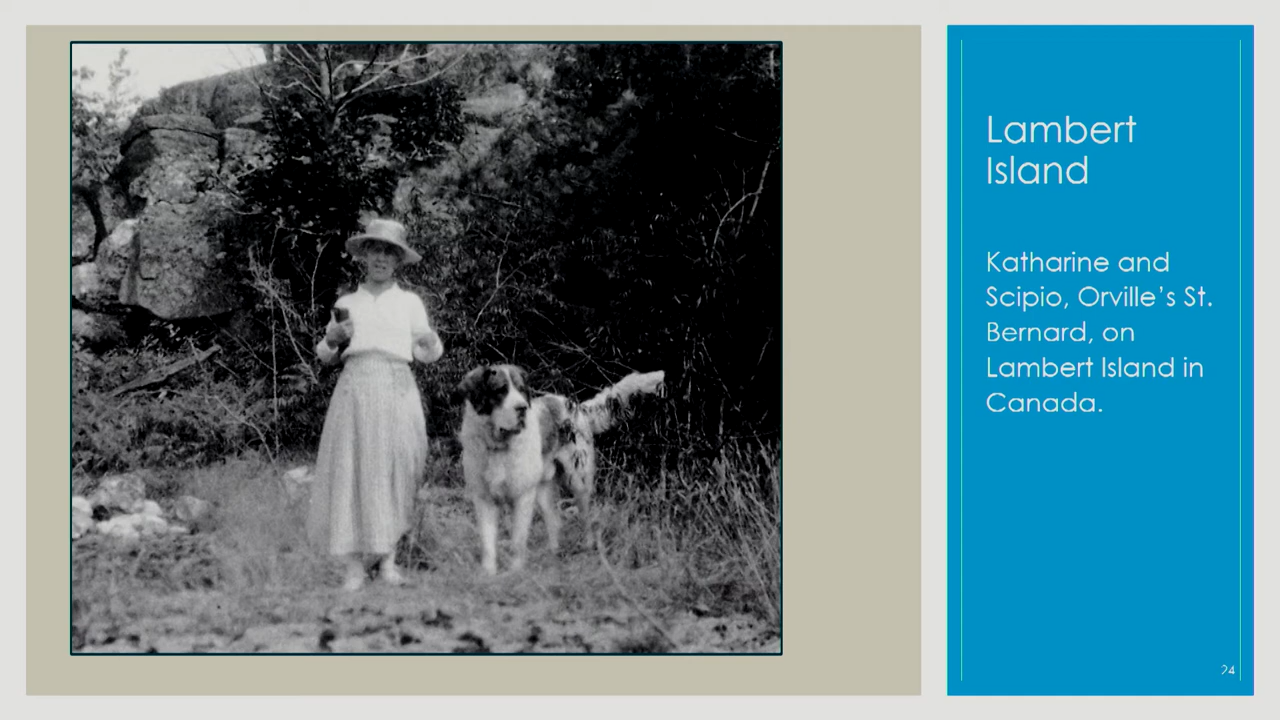 Lambert
Island
Katharine and
Scipio, Orville’s St.
Bernard, on
Lambert Island in
Canada.
24